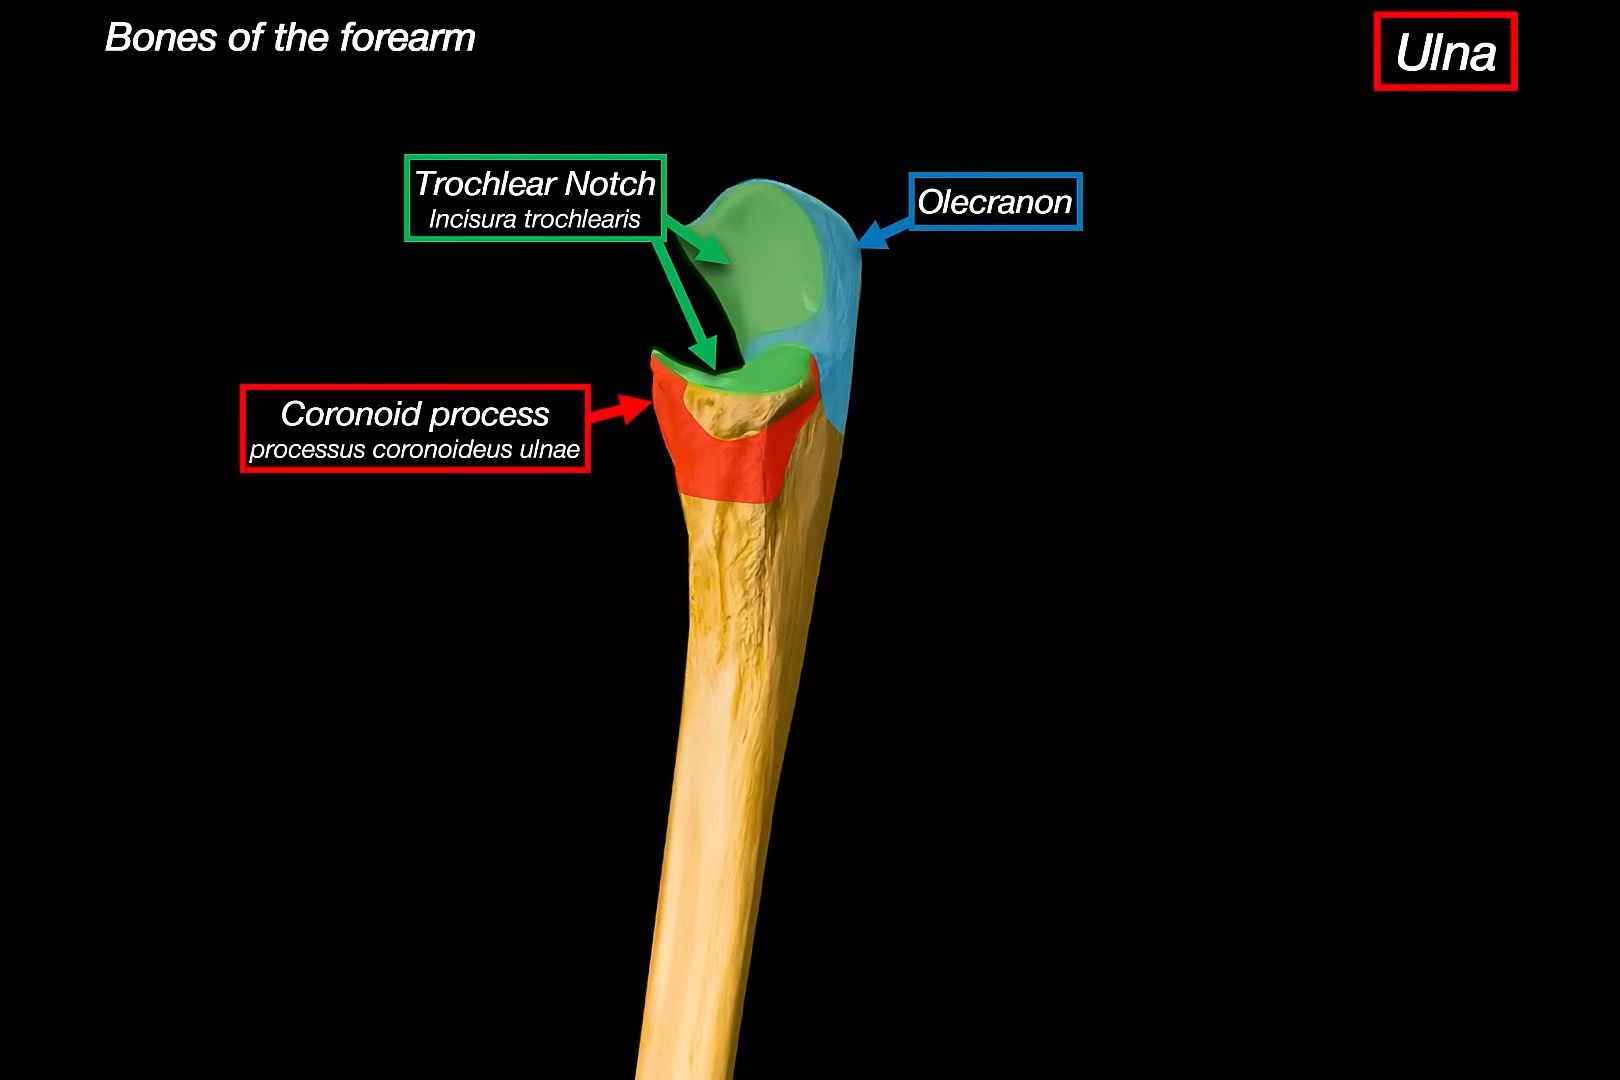 Bones of the forearm
Ulna
Trochlear Notch
Incisura trochlearis
Olecranon
Coronoid process
processus coronoideus ulnae